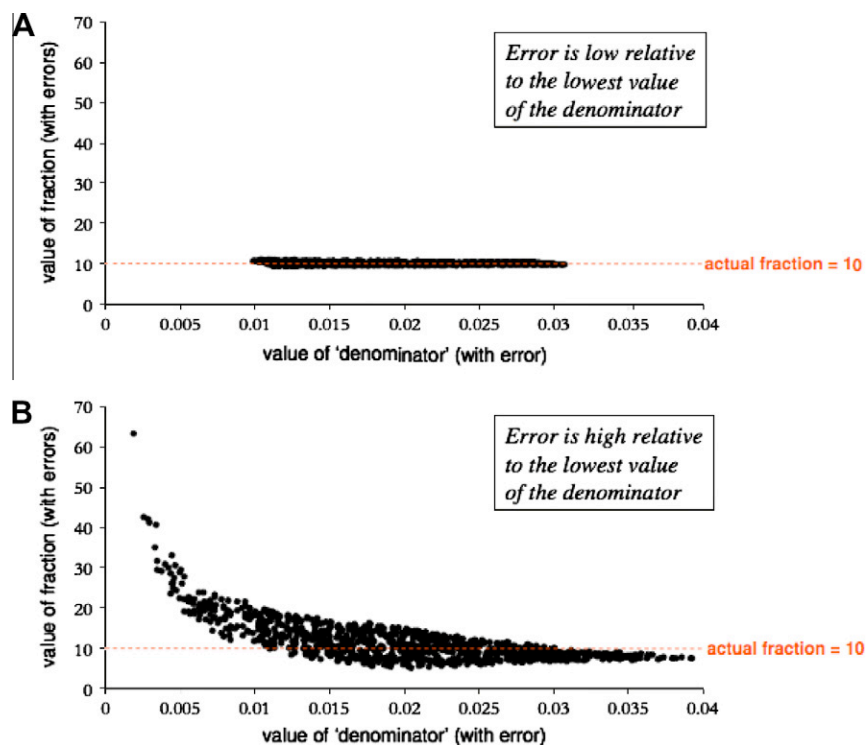 A
70
60
50
40
30
20
10
0
value of fraction (with errors)
Error is low relative
to the lowest value
of the denominator
actual fraction = 10
0 0.005 0.01 0.015 0.02 0.025 0.03 0.035 0.04
value of ‘denominator’ (with error)
B
70
60
50
40
30
20
10
0
value of fraction (with errors)
Error is high relative
to the lowest value
of the denominator
actual fraction = 10
0 0.005 0.01 0.015 0.02 0.025 0.03 0.035 0.04
value of ‘denominator’ (with error)